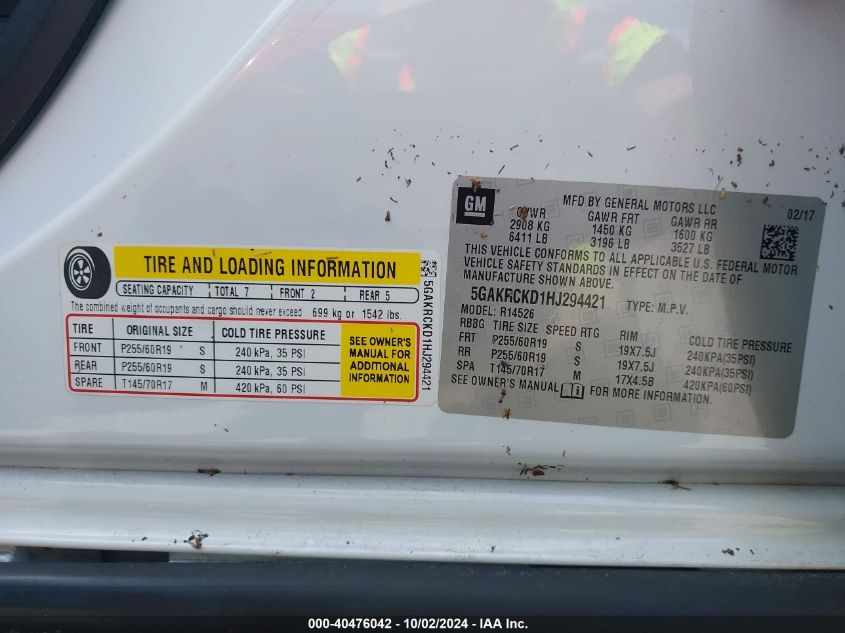 TIRE AND LOADING INFORMATION
SEATING CAPACITY TOTAL 7 FRONT 2 REAR 5
The combined weight of occupants and cargo should never exceed 699 kg or 1542 lbs.
TIRE ORIGINAL SIZE COLD TIRE PRESSURE
FRONT P255/60R19 S 240 kPa, 35 PSI
REAR P255/60R19 S 240 kPa, 35 PSI
SPARE T145/70R17 M 420 kPa, 60 PSI
SEE OWNER'S
MANUAL FOR
ADDITIONAL
INFORMATION
5GAKRCKD1HJ294421
GM
MFD BY GENERAL MOTORS LLC
02/17
GVWR GAWR FRT GAWR RR
2908 KG 1450 KG 1600 KG
6411 LB 3196 LB 3527 LB
THIS VEHICLE CONFORMS TO ALL APPLICABLE U.S. FEDERAL MOTOR
VEHICLE SAFETY STANDARDS IN EFFECT ON THE DATE OF
MANUFACTURE SHOWN ABOVE.
5GAKRCKD1HJ294421 TYPE: M.P.V.
MODEL: R14526
RBBG TIRE SIZE SPEED RTG RIM COLD TIRE PRESSURE
FRT P255/60R19 S 19X7.5J 240KPA(35PSI)
RR P255/60R19 S 19X7.5J 240KPA(35PSI)
SPA T145/70R17 M 17X4.5B 420KPA(60PSI)
SEE OWNER'S MANUAL i FOR MORE INFORMATION.
000-40476042 - 10/02/2024 - IAA Inc.